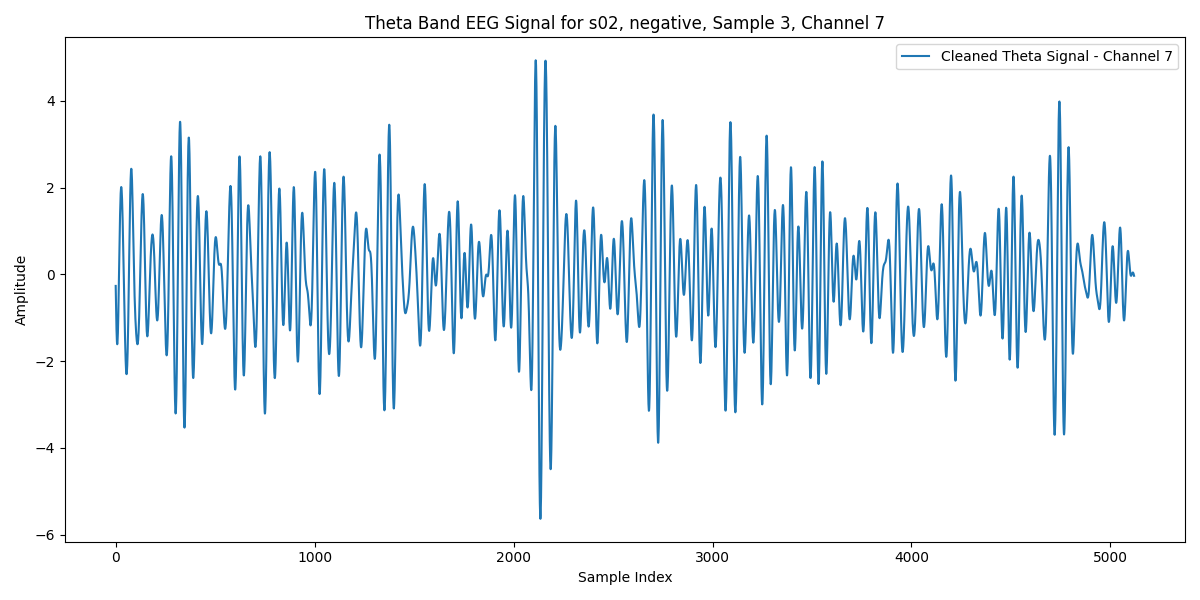 Theta Band EEG Signal for s02, negative, Sample 3, Channel 7
Cleaned Theta Signal - Channel 7
Amplitude
4
2
0
−2
−4
−6
0 1000 2000 3000 4000 5000
Sample Index